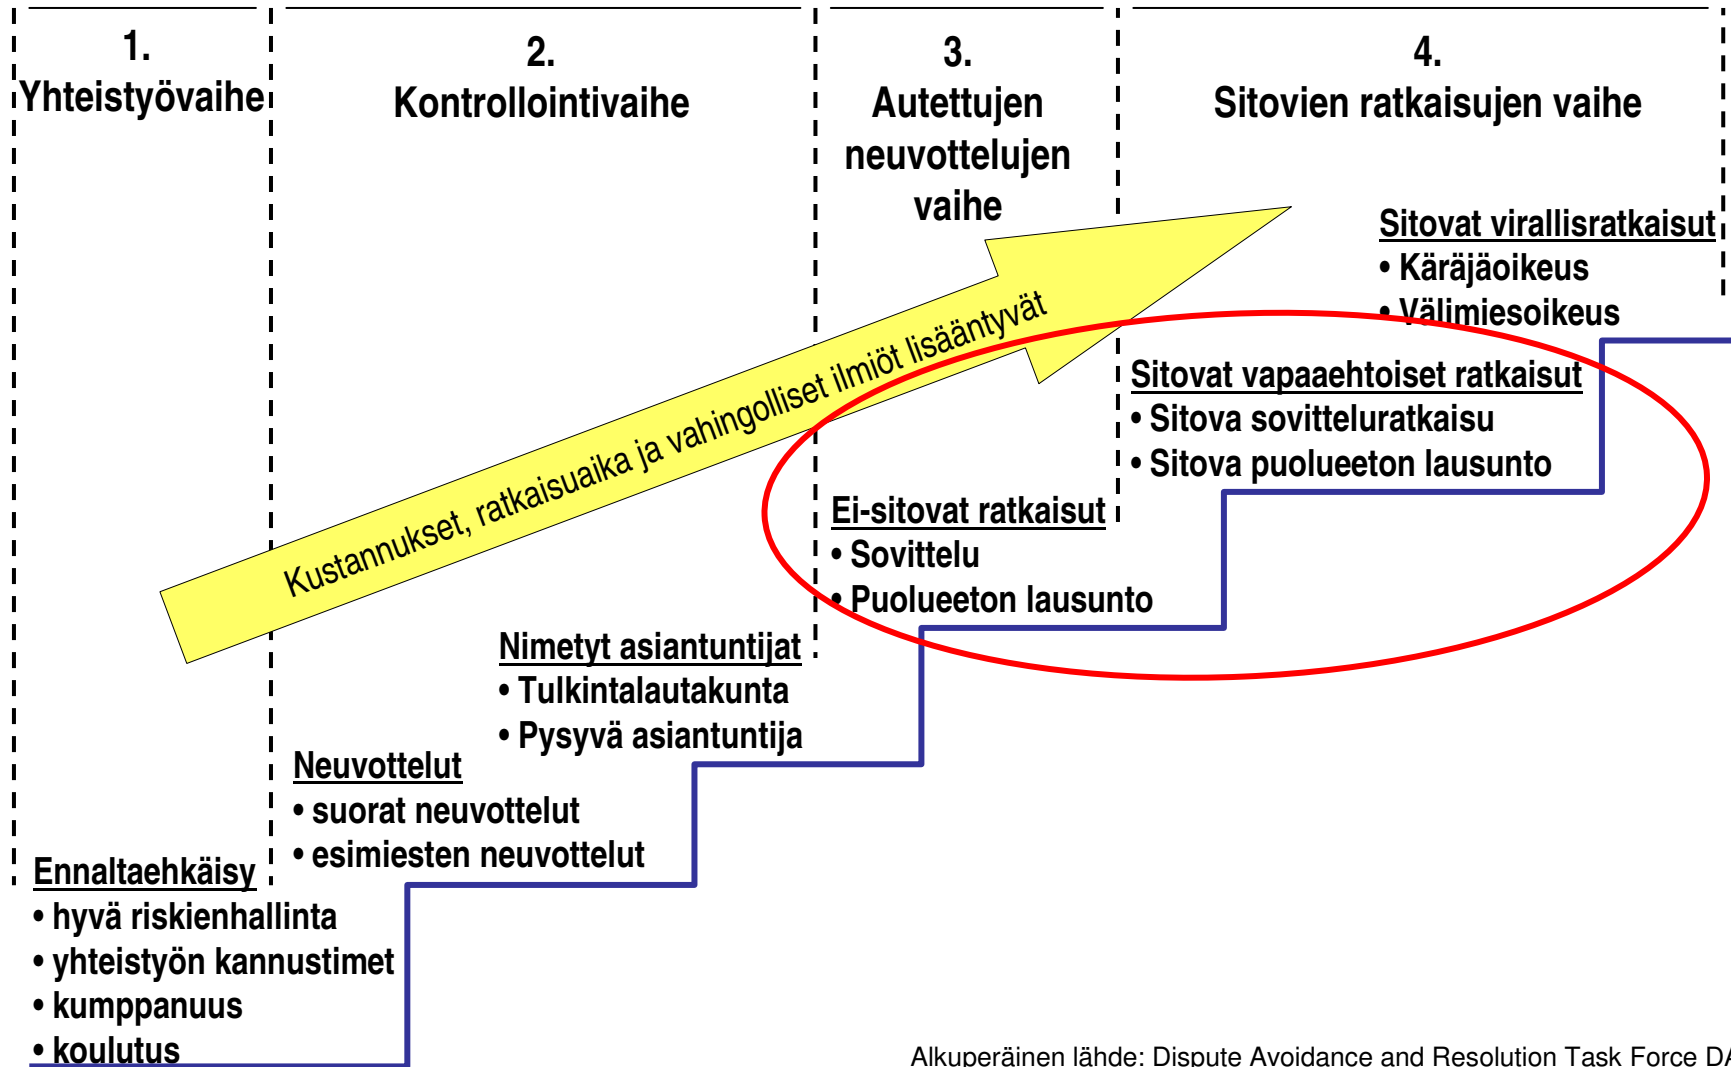 1.
Yhteistyövaihe
2.
Kontrollointivaihe
3.
Autettujen
neuvottelujen
vaihe
4.
Sitovien ratkaisujen vaihe
Sitovat virallisratkaisut
• Käräjäoikeus
• Välimiesoikeus
Kustannukset, ratkaisuaika ja vahingolliset ilmiöt lisääntyvät
Sitovat vapaaehtoiset ratkaisut
• Sitova sovitteluratkaisu
• Sitova puolueeton lausunto
Ei-sitovat ratkaisut
• Sovittelu
• Puolueeton lausunto
Nimetyt asiantuntijat
• Tulkintalautakunta
• Pysyvä asiantuntija
Neuvottelut
• suorat neuvottelut
• esimiesten neuvottelut
Ennaltaehkäisy
• hyvä riskienhallinta
• yhteistyön kannustimet
• kumppanuus
• koulutus
Alkuperäinen lähde: Dispute Avoidance and Resolution Task Force DA